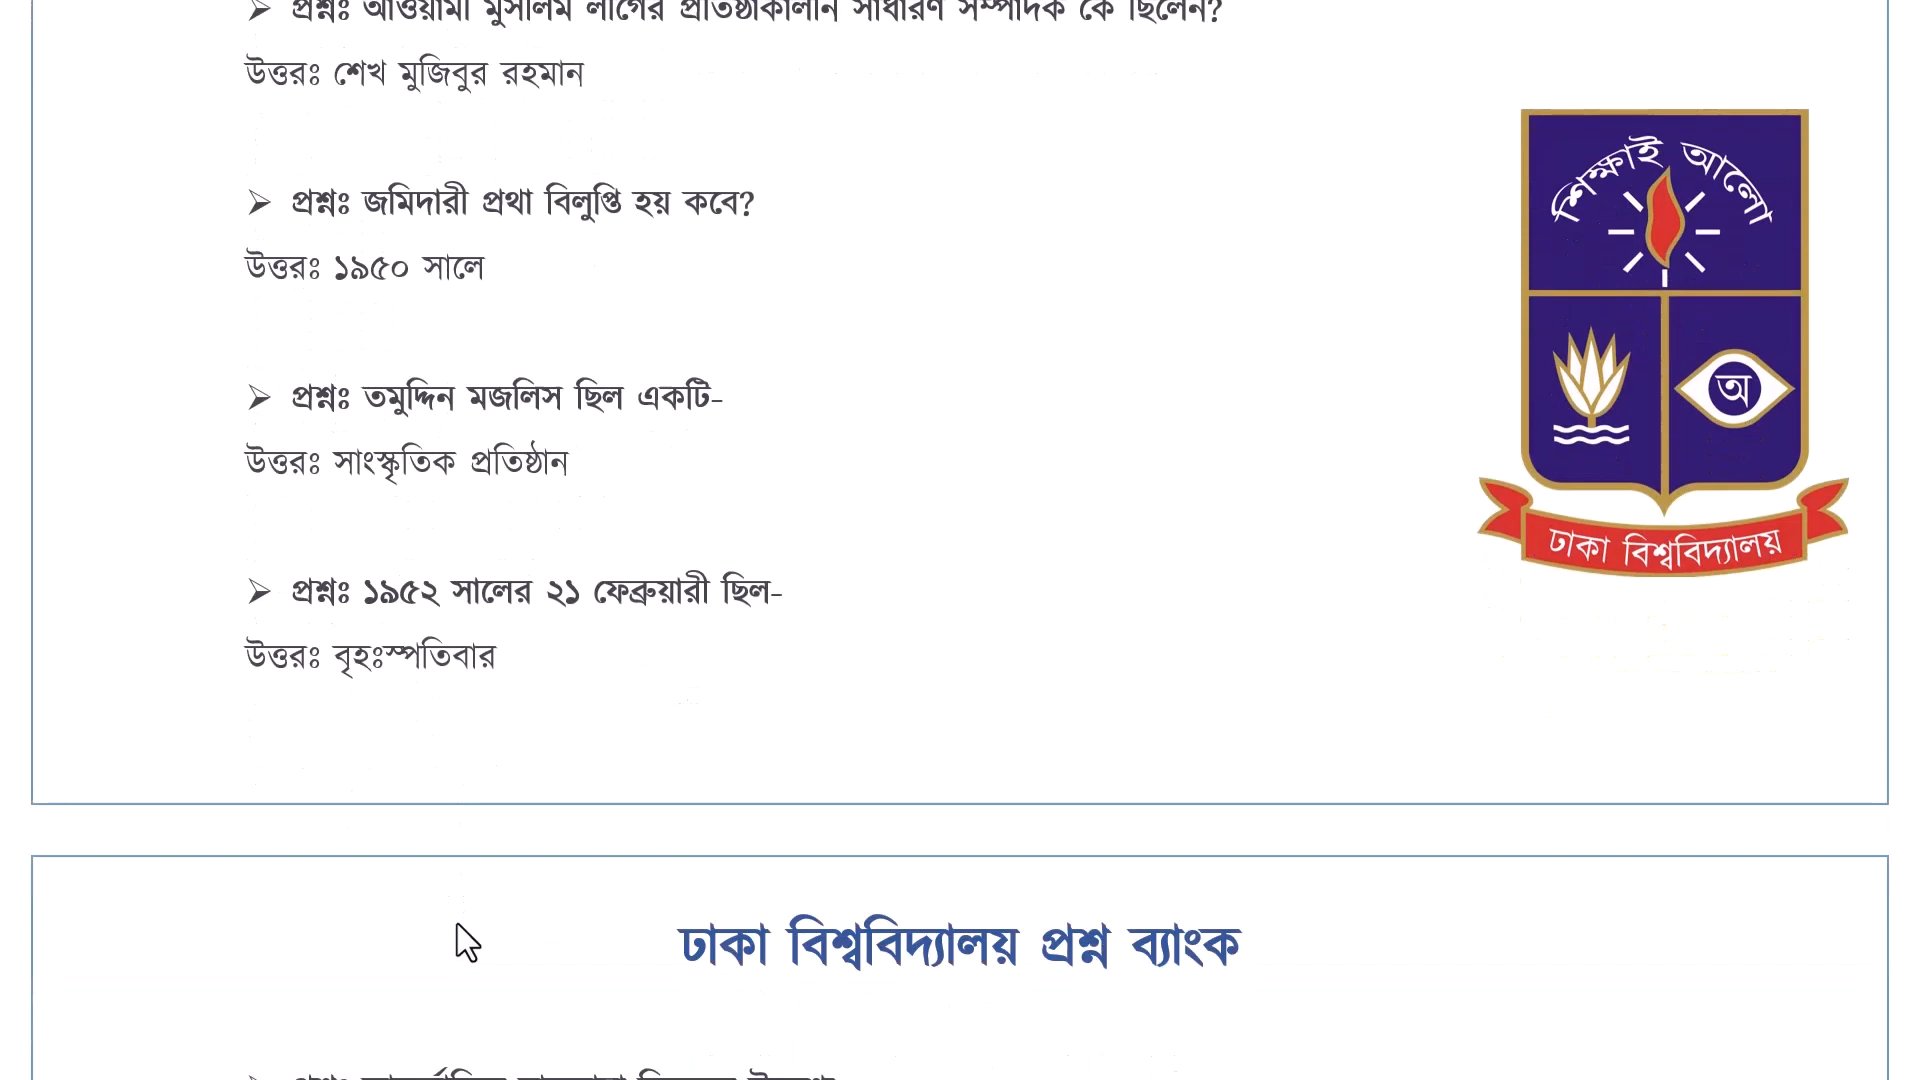 ➢ প্রশ্নঃ আওয়ামী মুসলিম লীগের প্রতিষ্ঠাকালীন সাধারণ সম্পাদক কে ছিলেন?
উত্তরঃ শেখ মুজিবুর রহমান
➢ প্রশ্নঃ জমিদারী প্রথা বিলুপ্তি হয় কবে?
উত্তরঃ ১৯৫০ সালে
➢ প্রশ্নঃ তমুদ্দিন মজলিস ছিল একটি-
উত্তরঃ সাংস্কৃতিক প্রতিষ্ঠান
➢ প্রশ্নঃ ১৯৫২ সালের ২১ ফেব্রুয়ারী ছিল-
উত্তরঃ বৃহঃস্পতিবার
শিক্ষাই আলো
অ
ঢাকা বিশ্ববিদ্যালয়
ঢাকা বিশ্ববিদ্যালয় প্রশ্ন ব্যাংক